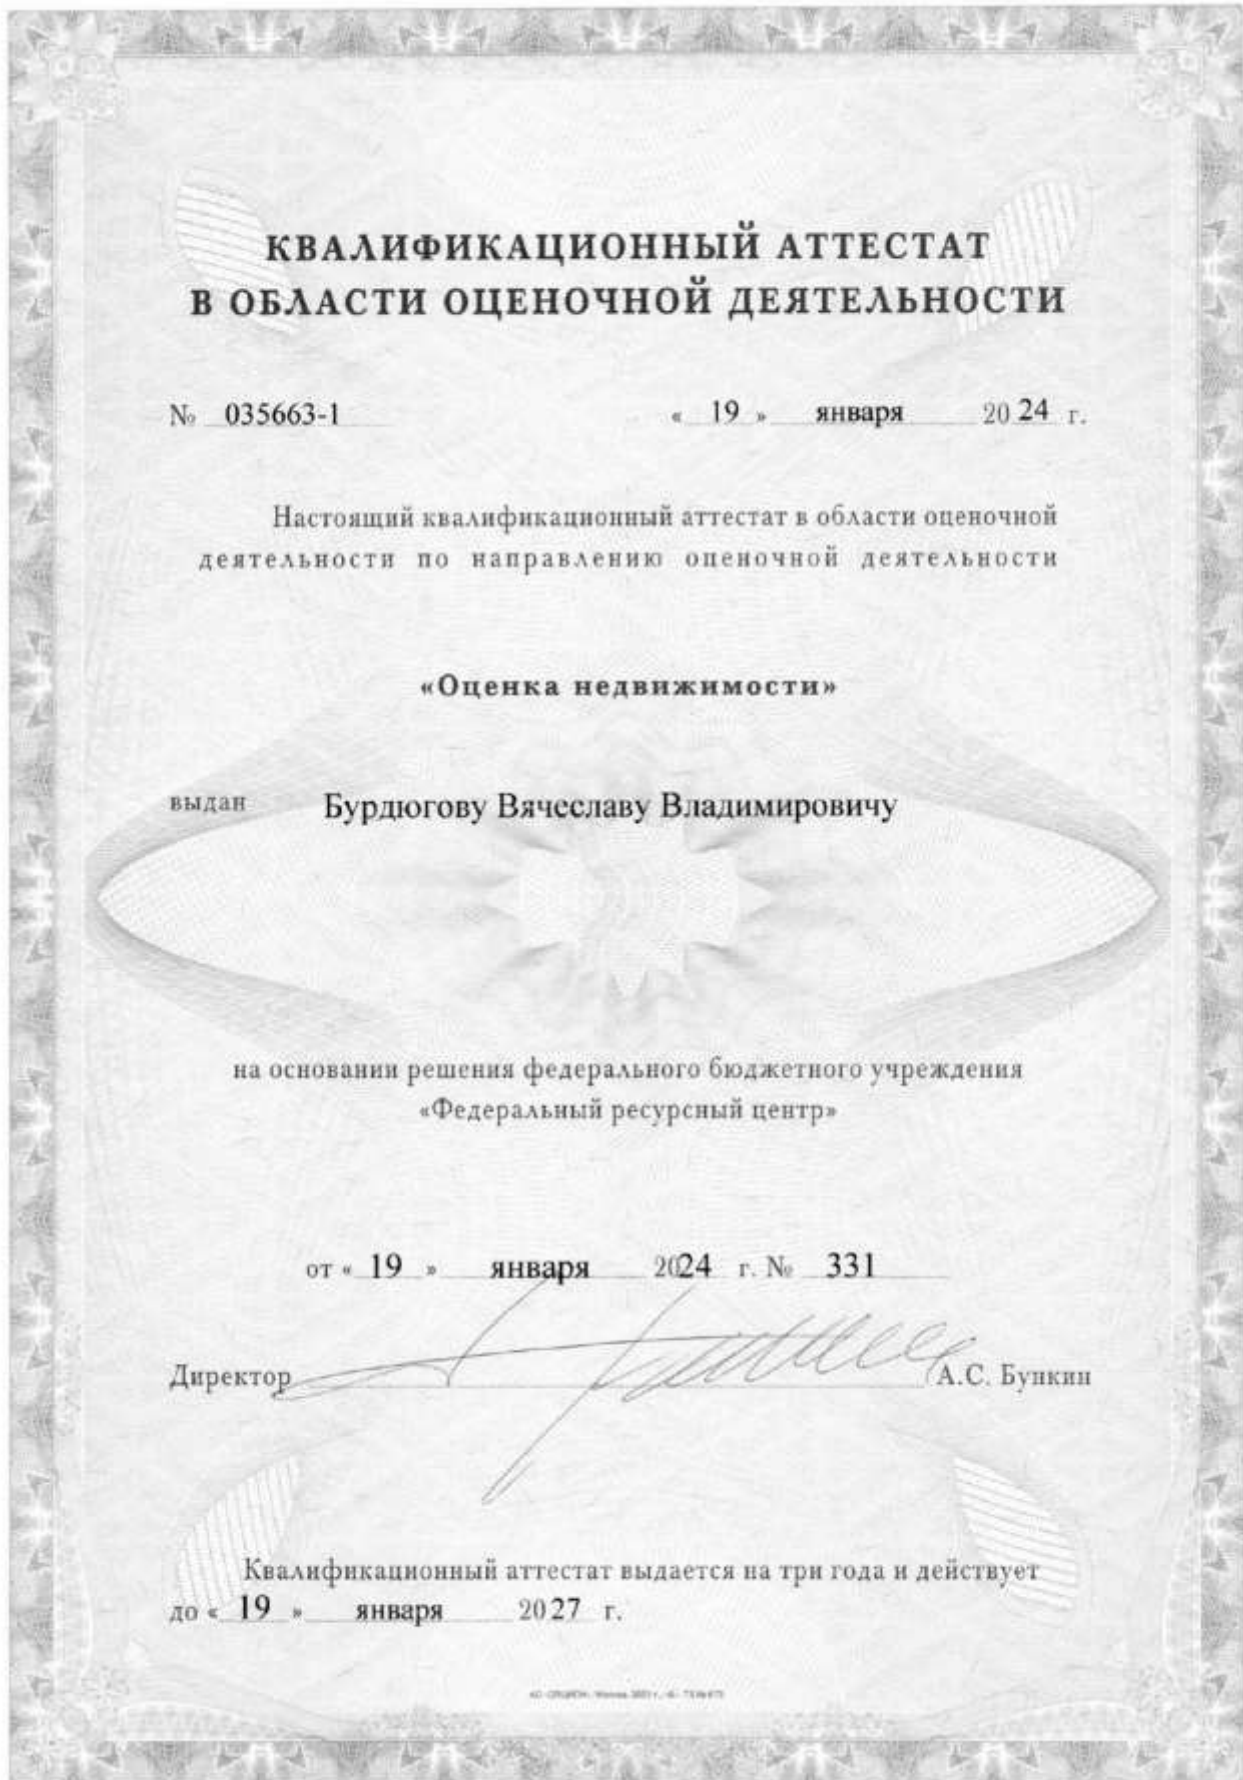 КВАЛИФИКАЦИОННЫЙ АТТЕСТАТ
В ОБЛАСТИ ОЦЕНОЧНОЙ ДЕЯТЕЛЬНОСТИ
№ 035663-1 « 19 » января 20 24 г.
Настоящий квалификационный аттестат в области оценочной
деятельности по направлению оценочной деятельности
«Оценка недвижимости»
выдан Бурдюгову Вячеславу Владимировичу
на основании решения федерального бюджетного учреждения
«Федеральный ресурсный центр»
от « 19 » января 2024 г. № 331
Директор А.С. Бункин
Квалификационный аттестат выдается на три года и действует
до « 19 » января 2027 г.